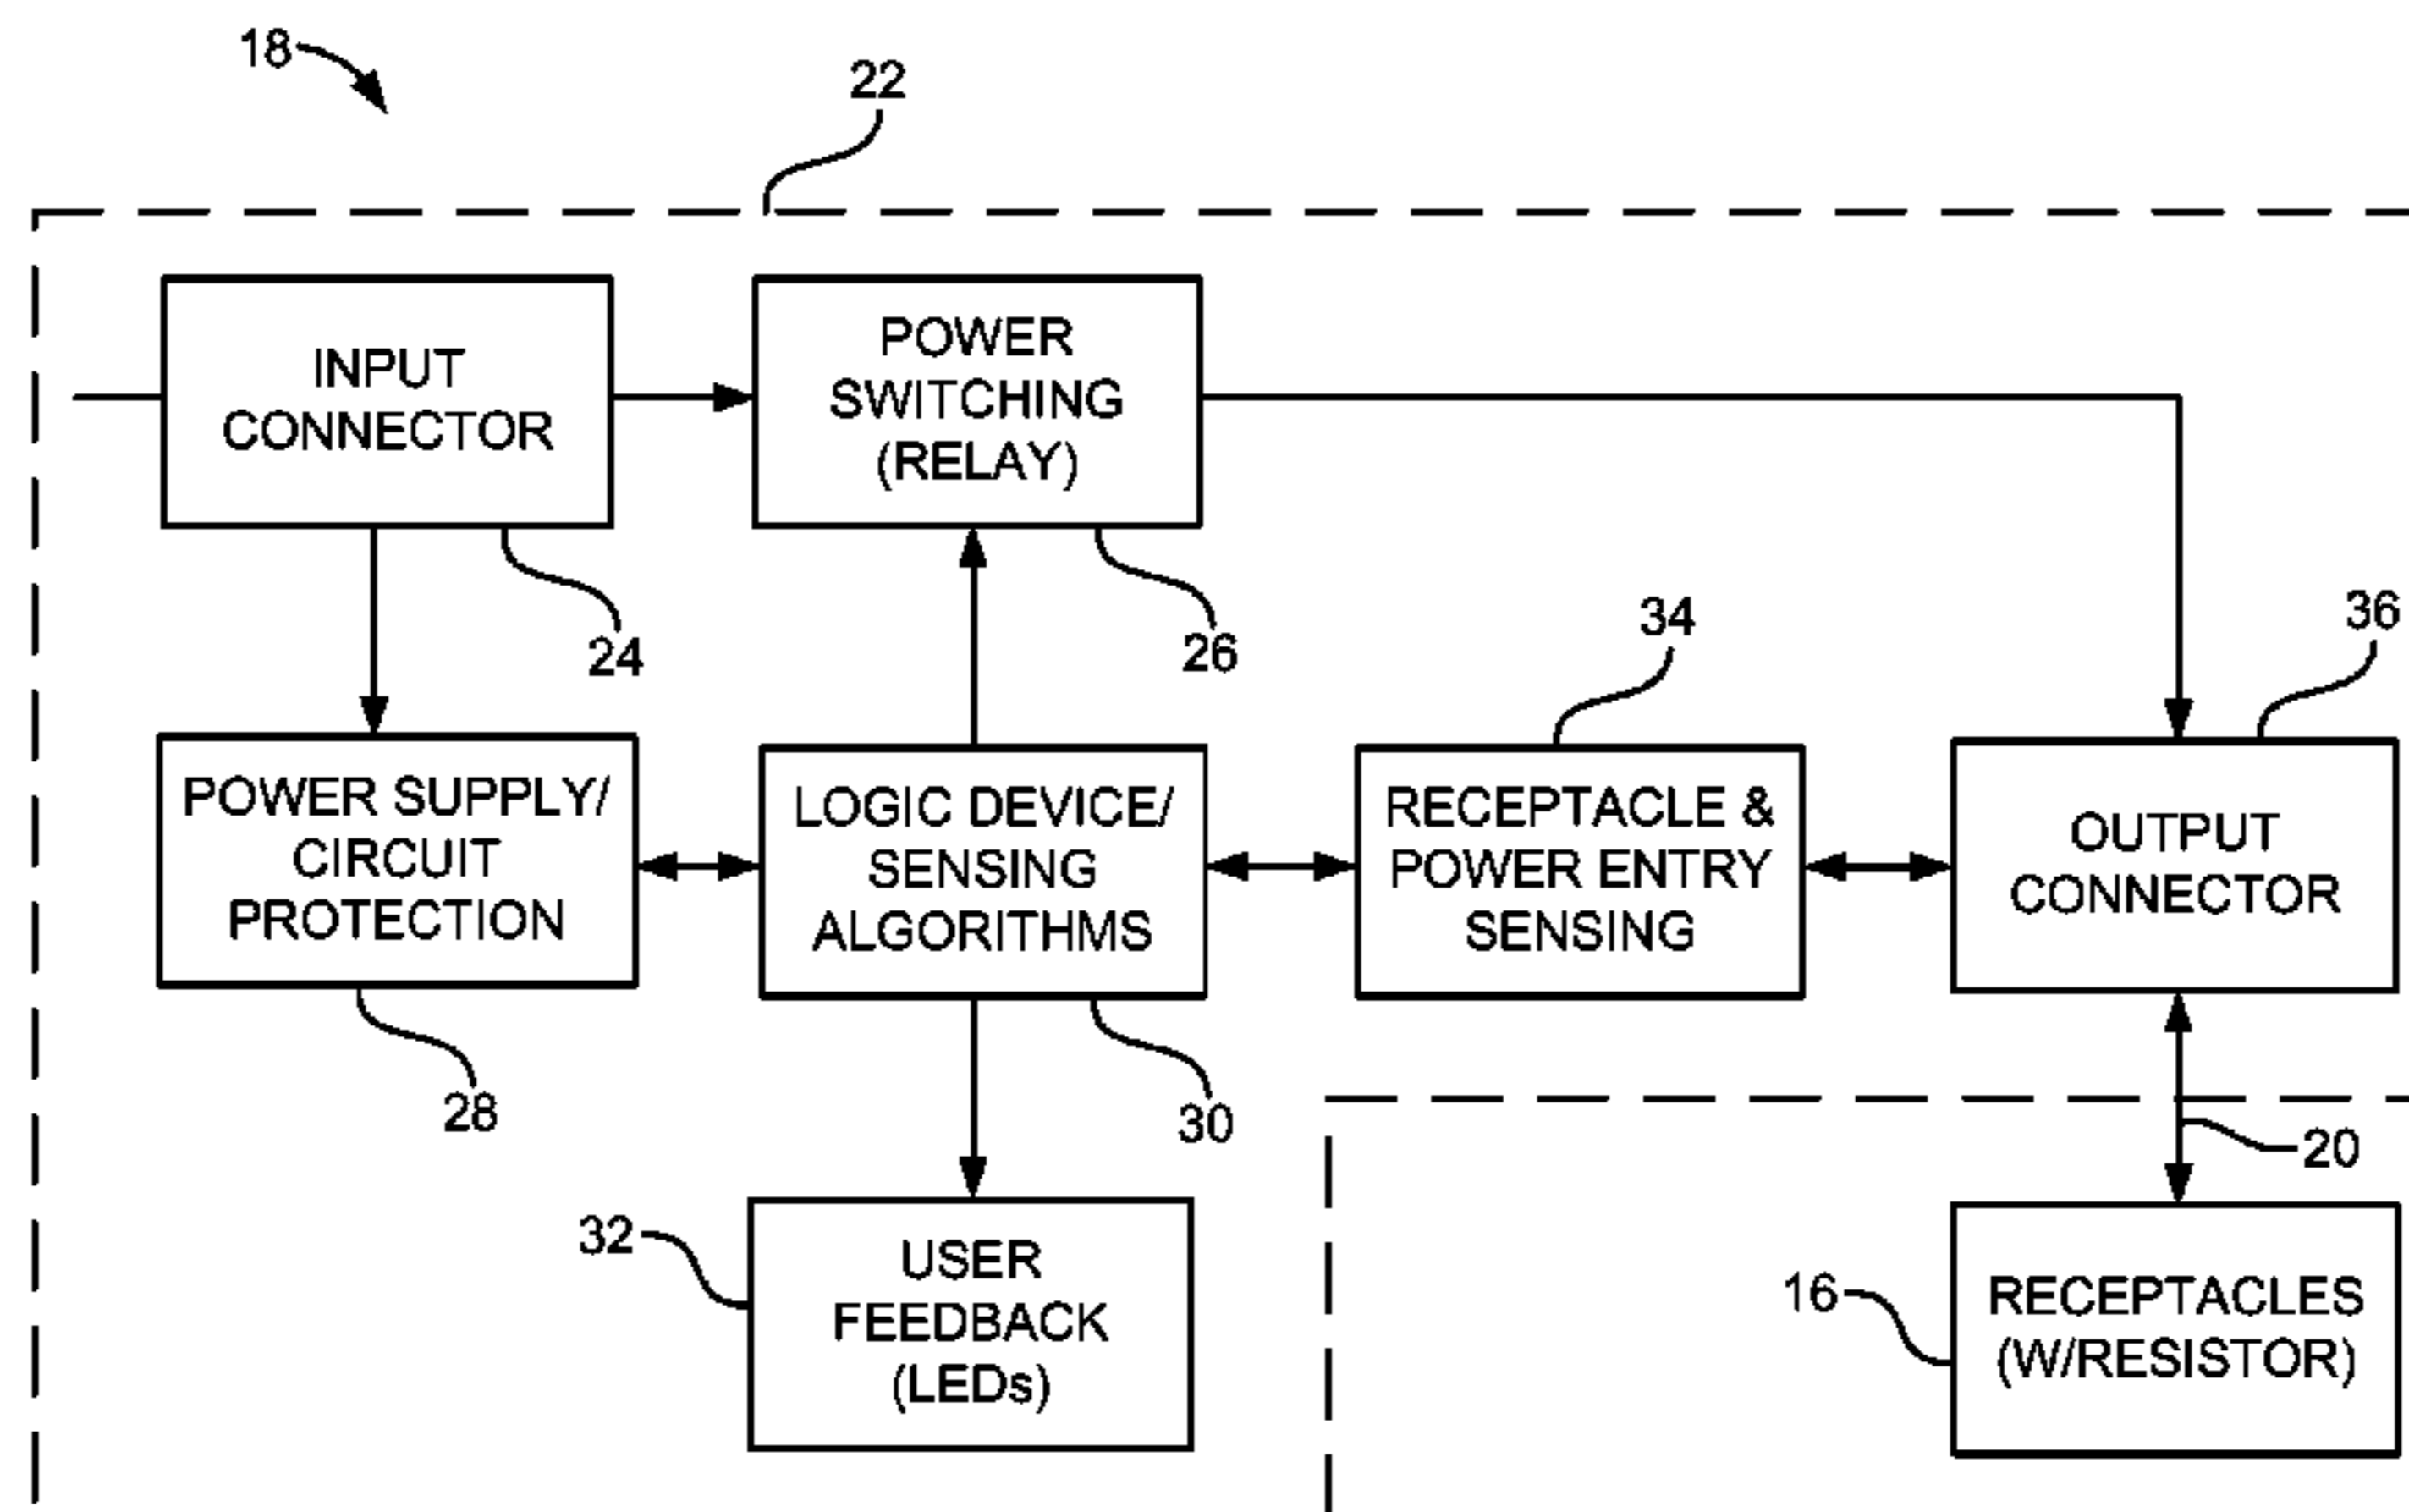 18
22
INPUT
CONNECTOR
24
POWER
SWITCHING
(RELAY)
26
34
36
POWER SUPPLY/
CIRCUIT
PROTECTION
28
LOGIC DEVICE/
SENSING
ALGORITHMS
30
RECEPTACLE &
POWER ENTRY
SENSING
OUTPUT
CONNECTOR
20
32
USER
FEEDBACK
(LEDs)
16
RECEPTACLES
(W/RESISTOR)